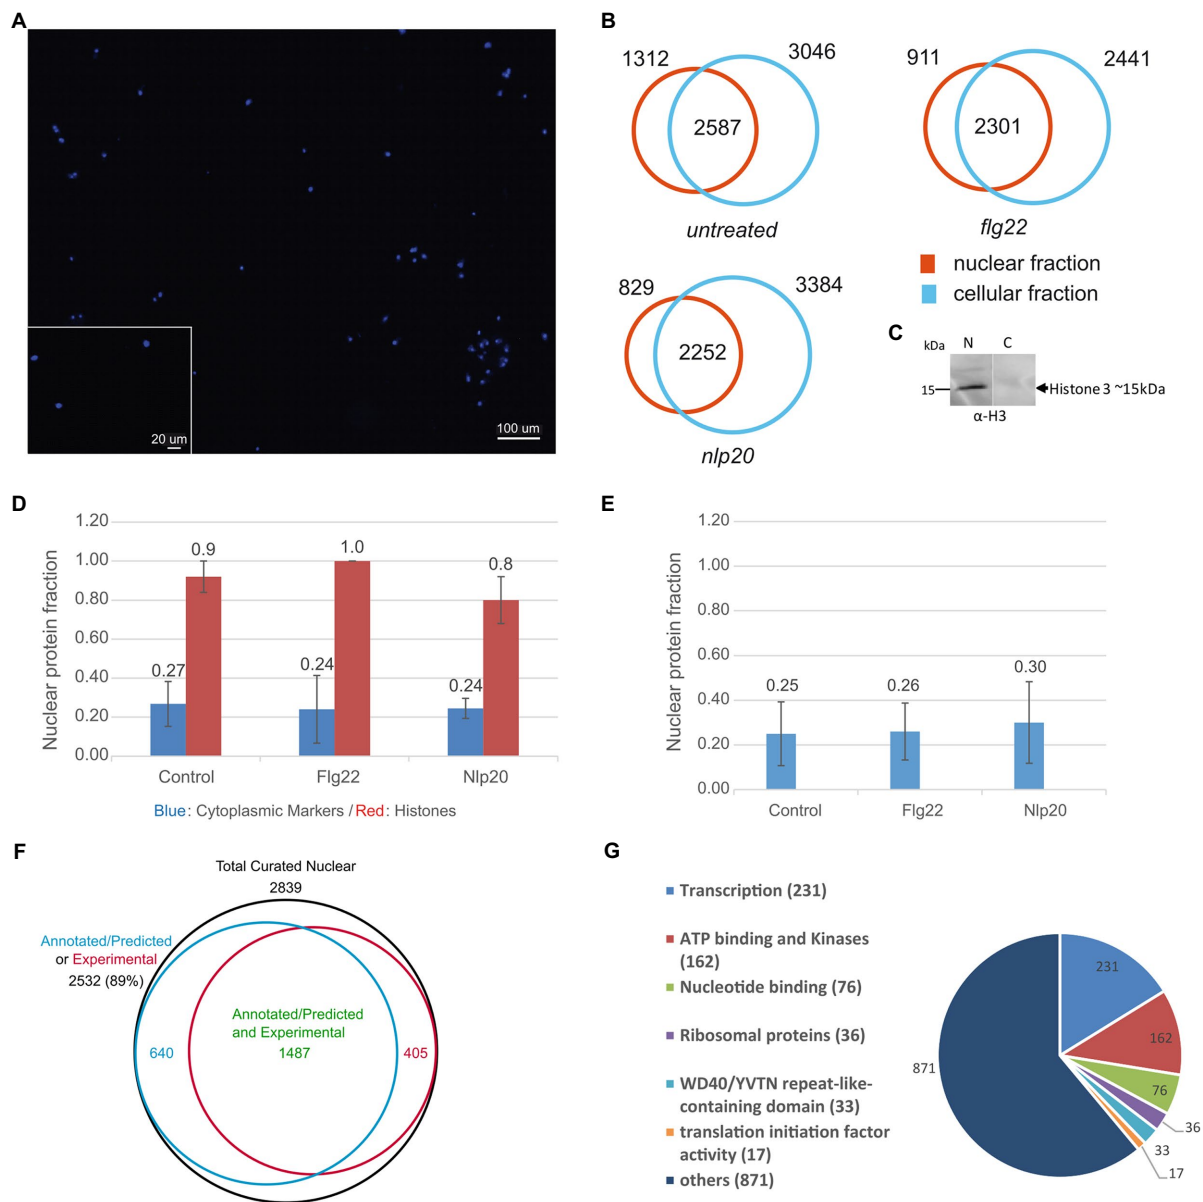 A
20 um
100 um
B
1312
3046
2587
untreated
911
2441
2301
flg22
nuclear fraction
cellular fraction
829
3384
2252
nlp20
C
kDa
N
C
15
Histone 3 ~15kDa
α-H3
D
Nuclear protein fraction
1.20
1.00
0.80
0.60
0.40
0.20
0.00
0.27
0.9
0.24
1.0
0.24
0.8
Control
Flg22
Nlp20
Blue: Cytoplasmic Markers / Red: Histones
E
Nuclear protein fraction
1.20
1.00
0.80
0.60
0.40
0.20
0.00
0.25
0.26
0.30
Control
Flg22
Nlp20
F
Total Curated Nuclear
2839
Annotated/Predicted
or Experimental
2532 (89%)
Annotated/Predicted
and Experimental
1487
640
405
G
Transcription (231)
ATP binding and Kinases
(162)
Nucleotide binding (76)
Ribosomal proteins (36)
WD40/YVTN repeat-like-
containing domain (33)
translation initiation factor
activity (17)
others (871)
231
162
76
36
33
17
871